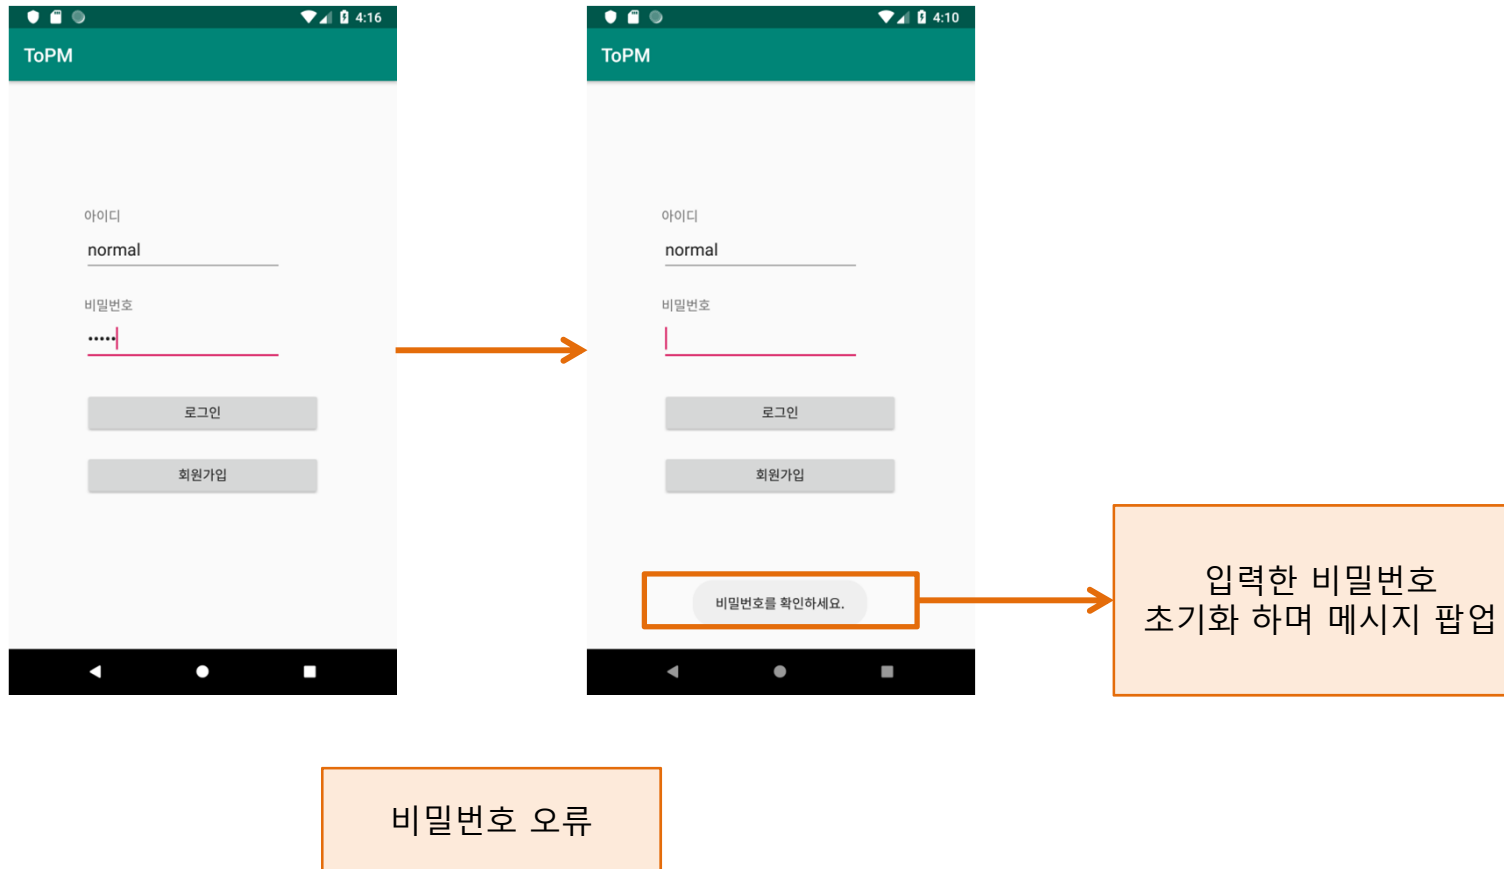 4:16
ToPM
아이디
normal
비밀번호
•••••
로그인
회원가입
4:10
ToPM
아이디
normal
비밀번호
로그인
회원가입
비밀번호를 확인하세요.
입력한 비밀번호
초기화 하며 메시지 팝업
비밀번호 오류